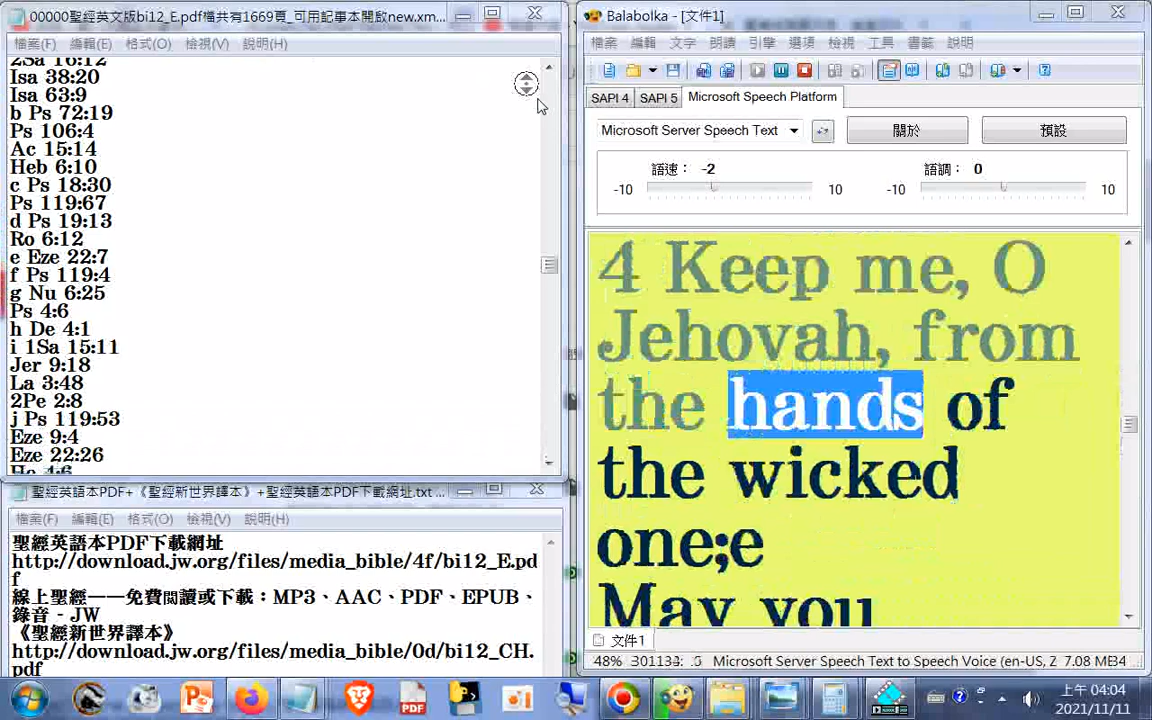 00000聖經英文版bi12_E.pdf檔共有1669頁_可用記事本開啟new.xm...
檔案(F) 編輯(E) 格式(O) 檢視(V) 說明(H)
2Sa 16:12
Isa 38:20
Isa 63:9
b Ps 72:19
Ps 106:4
Ac 15:14
Heb 6:10
c Ps 18:30
Ps 119:67
d Ps 19:13
Ro 6:12
e Eze 22:7
f Ps 119:4
g Nu 6:25
Ps 4:6
h De 4:1
i 1Sa 15:11
Jer 9:18
La 3:48
2Pe 2:8
j Ps 119:53
Eze 9:4
Eze 22:26
Ho 4:6
聖經英語本PDF+《聖經新世界譯本》+聖經英語本PDF下載網址.txt ...
檔案(F) 編輯(E) 格式(O) 檢視(V) 說明(H)
聖經英語本PDF下載網址
http://download.jw.org/files/media_bible/4f/bi12_E.pd
f
線上聖經——免費閱讀或下載：MP3、AAC、PDF、EPUB、
錄音 - JW
《聖經新世界譯本》
http://download.jw.org/files/media_bible/0d/bi12_CH.
pdf
Balabolka - [文件1]
檔案 編輯 文字 朗讀 引擎 選項 檢視 工具 書籤 說明
SAPI 4 SAPI 5 Microsoft Speech Platform
Microsoft Server Speech Text 關於 預設
語速： -2 語調： 0
-10 10 -10 10
4 Keep me, O
Jehovah, from
the hands of
the wicked
one;e
May you
文件1
48% Microsoft Server Speech Text to Speech Voice (en-US, Z 7.08 MB
上午 04:04
2021/11/11